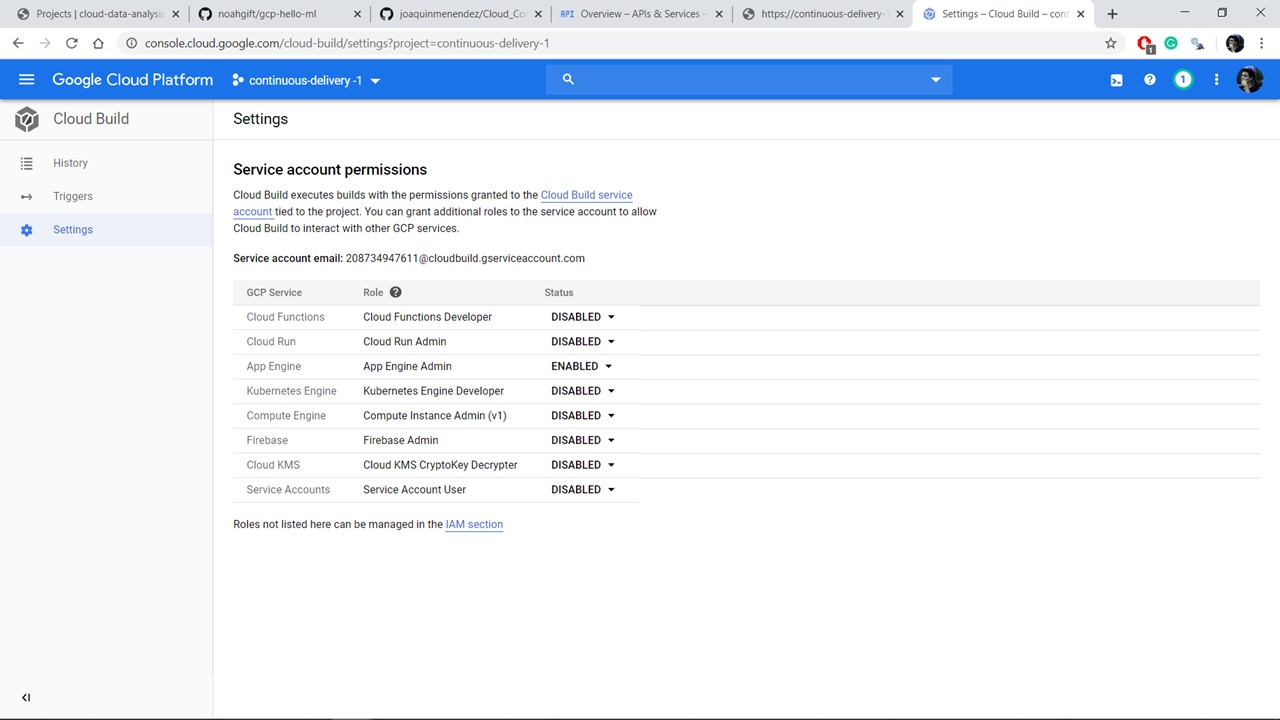 Projects | cloud-data-analysis
noahgift/gcp-hello-ml
joaquinmenendez/Cloud_Co
API Overview – APIs & Services –
https://continuous-delivery-
Settings – Cloud Build – cont
console.cloud.google.com/cloud-build/settings?project=continuous-delivery-1
1
Google Cloud Platform
continuous-delivery -1
1
Cloud Build
Settings
History
Triggers
Settings
Service account permissions
Cloud Build executes builds with the permissions granted to the Cloud Build service
account tied to the project. You can grant additional roles to the service account to allow
Cloud Build to interact with other GCP services.
Service account email: 208734947611@cloudbuild.gserviceaccount.com
GCP Service Role Status
Cloud Functions Cloud Functions Developer DISABLED
Cloud Run Cloud Run Admin DISABLED
App Engine App Engine Admin ENABLED
Kubernetes Engine Kubernetes Engine Developer DISABLED
Compute Engine Compute Instance Admin (v1) DISABLED
Firebase Firebase Admin DISABLED
Cloud KMS Cloud KMS CryptoKey Decrypter DISABLED
Service Accounts Service Account User DISABLED
Roles not listed here can be managed in the IAM section